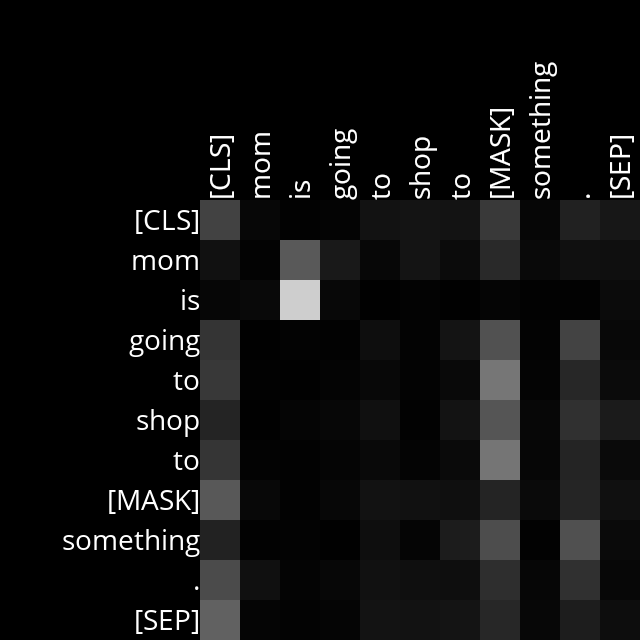 [CLS]
mom
is
going
to
shop
to
[MASK]
something
.
[SEP]
[CLS]
mom
is
going
to
shop
to
[MASK]
something
.
[SEP]